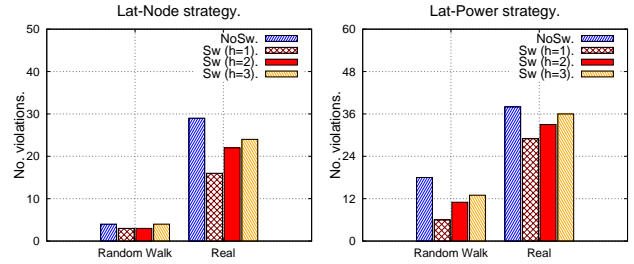 Lat-Node strategy.
No. violations.
50
40
30
20
10
0
NoSw.
Sw (h=1).
Sw (h=2).
Sw (h=3).
Random Walk
Real
Lat-Power strategy.
No. violations.
60
48
36
24
12
0
NoSw.
Sw (h=1).
Sw (h=2).
Sw (h=3).
Random Walk
Real